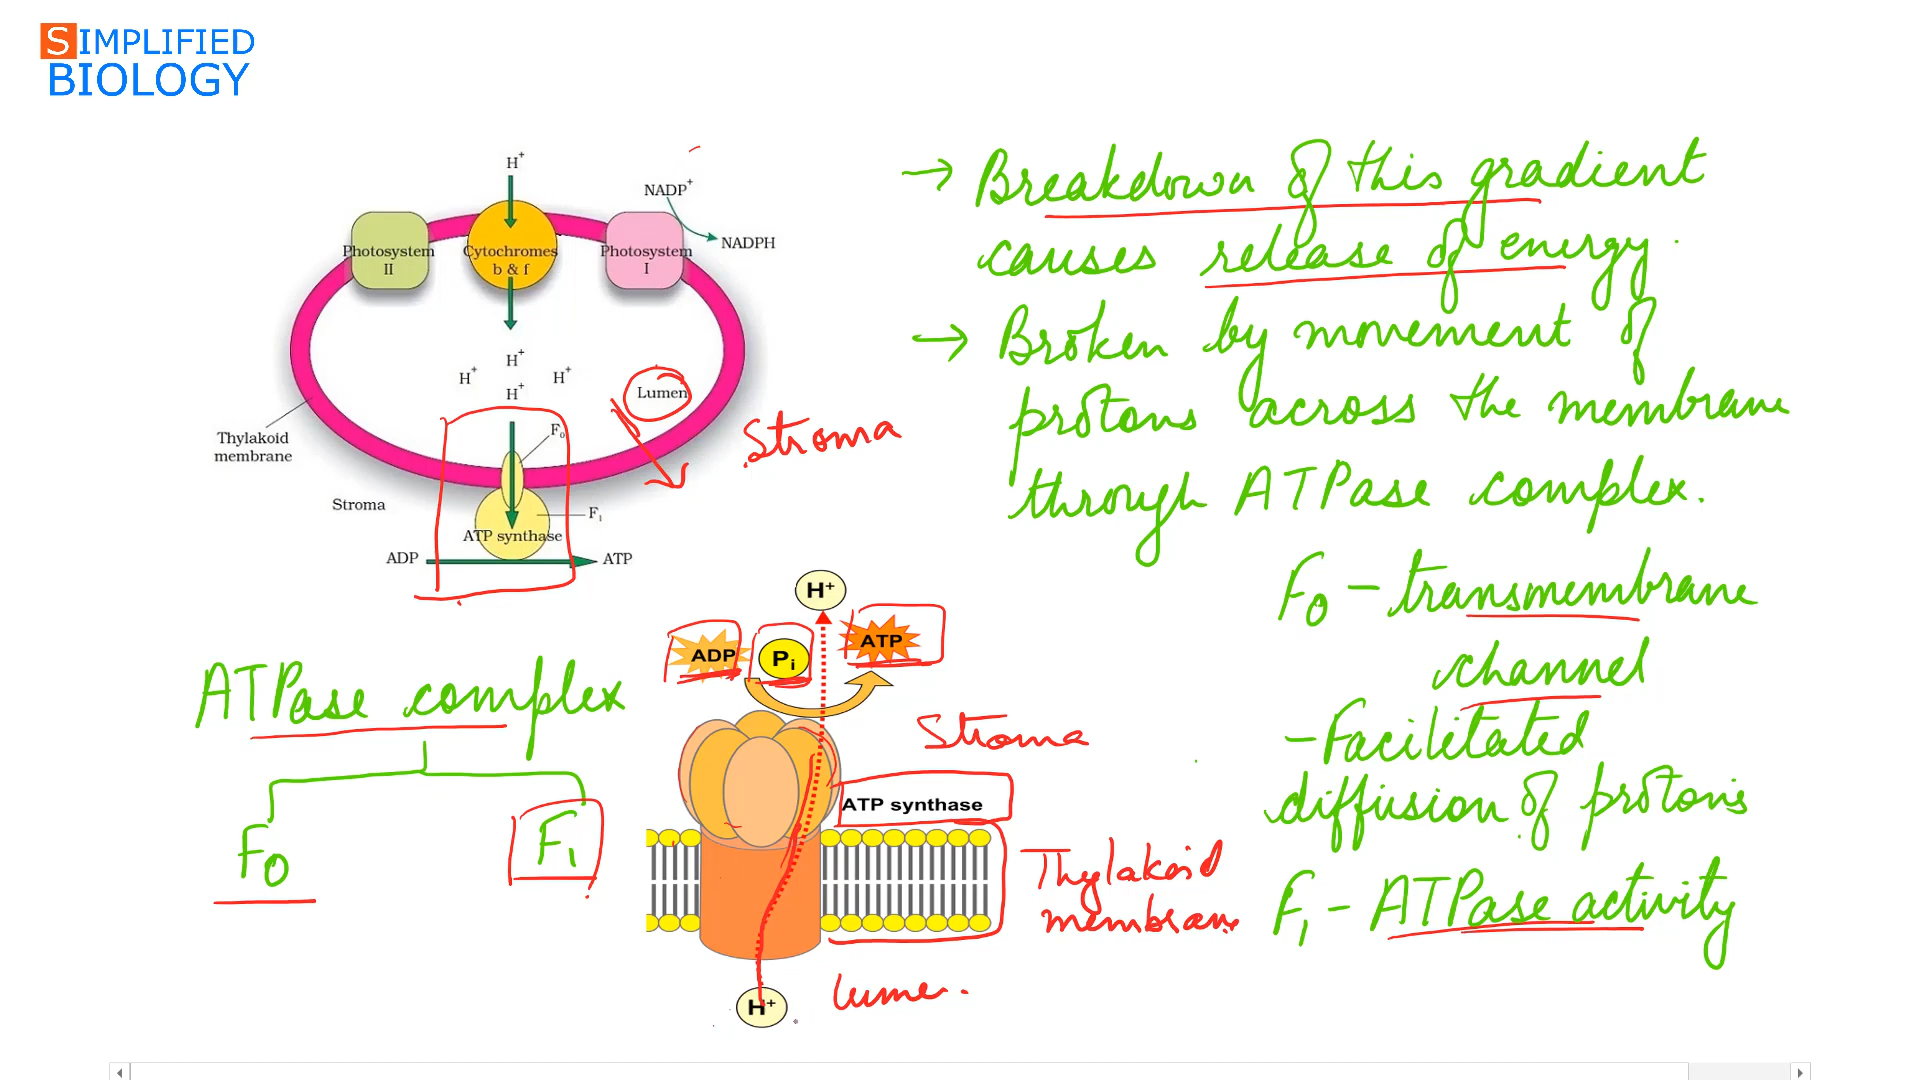 SIMPLIFIED
BIOLOGY
H+
NADP+
NADPH
Photosystem
II
Cytochromes
b & f
Photosystem
I
H+
H+
H+
H+
Lumen
Thylakoid
membrane
F0
Stroma
Stroma
F1
ATP synthase
ADP
ATP
→ Breakdown of this gradient
causes release of energy.
→ Broken by movement of
protons across the membrane
through ATPase complex.
F0 - transmembrane
channel
- Facilitated
diffusion of protons
F1 - ATPase activity
ATPase complex
F0
F1
H+
ADP
Pi
ATP
Stroma
ATP synthase
Thylakoid
membrane
lumen.
H+